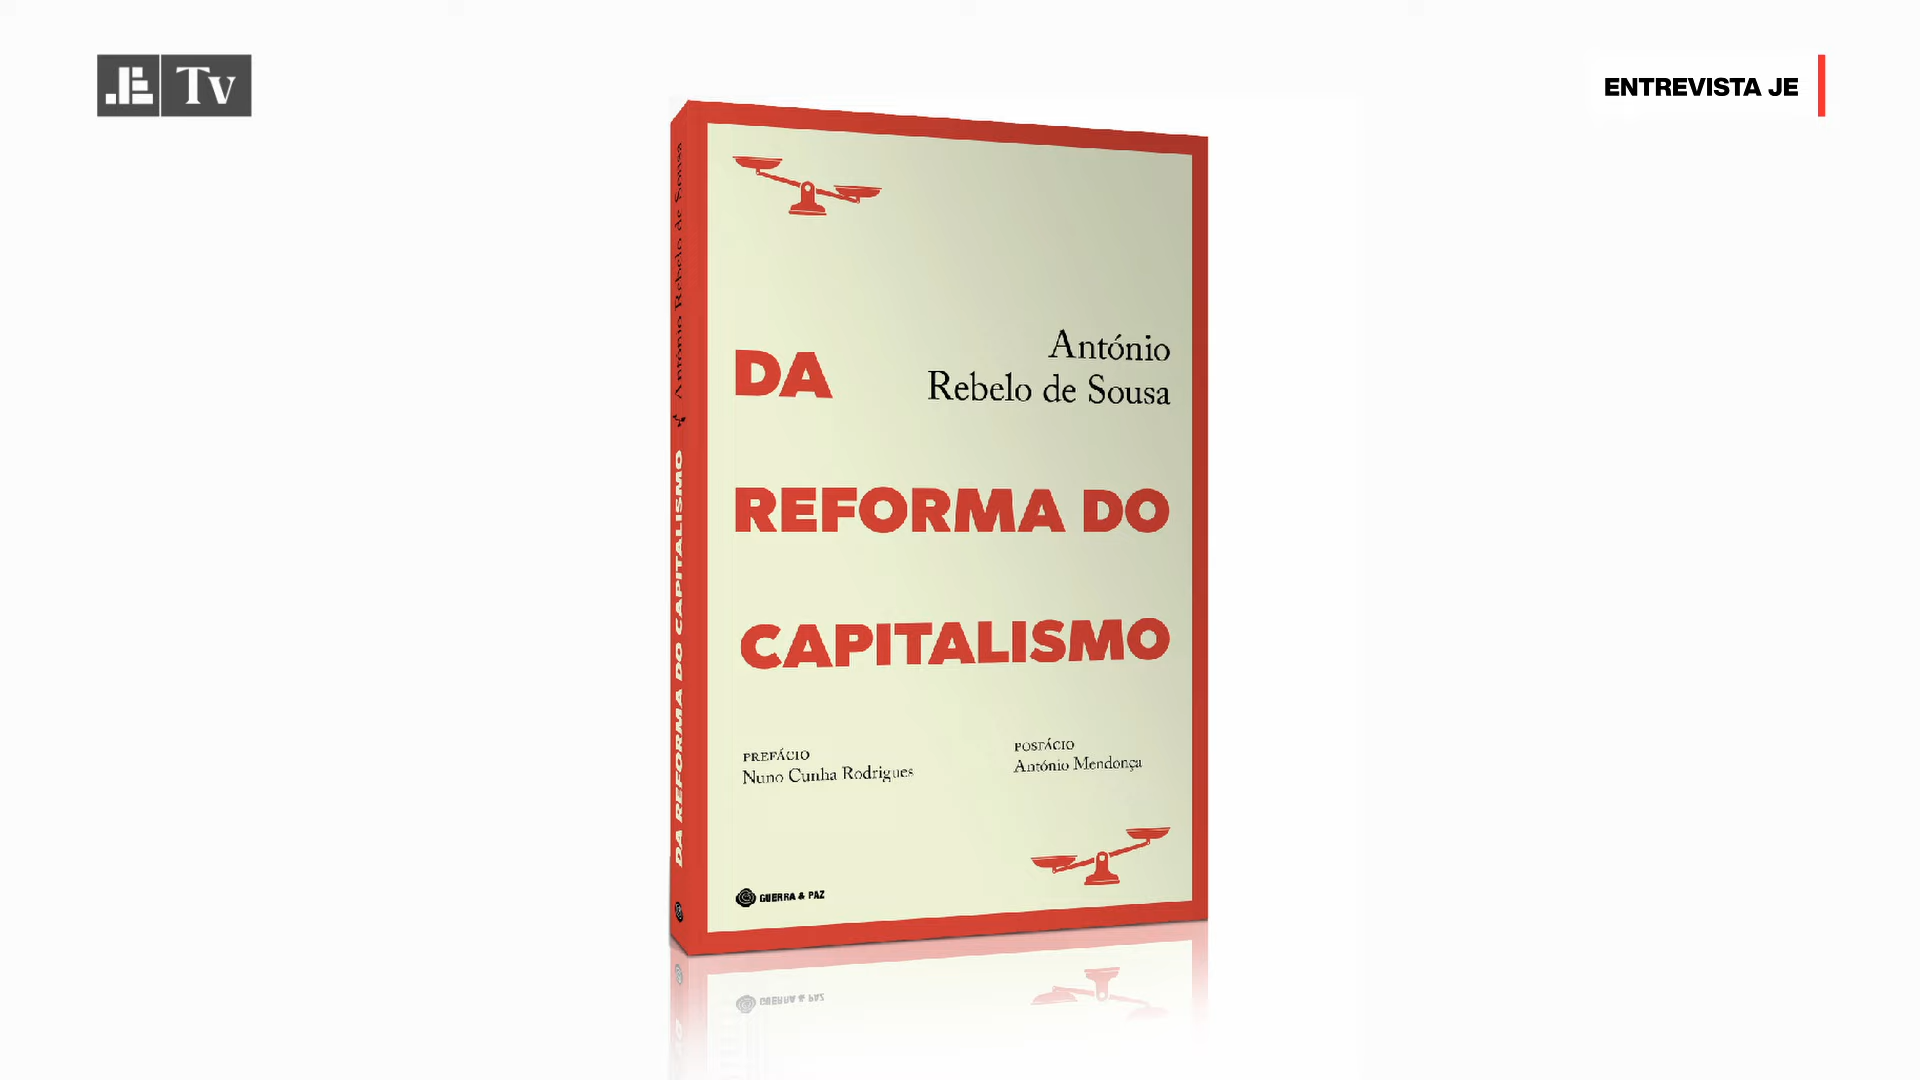 JE Tv
ENTREVISTA JE
António Rebelo de Sousa
DA REFORMA DO CAPITALISMO
António
Rebelo de Sousa
DA
REFORMA DO
CAPITALISMO
PREFÁCIO
Nuno Cunha Rodrigues
POSFÁCIO
António Mendonça
GUERRA & PAZ